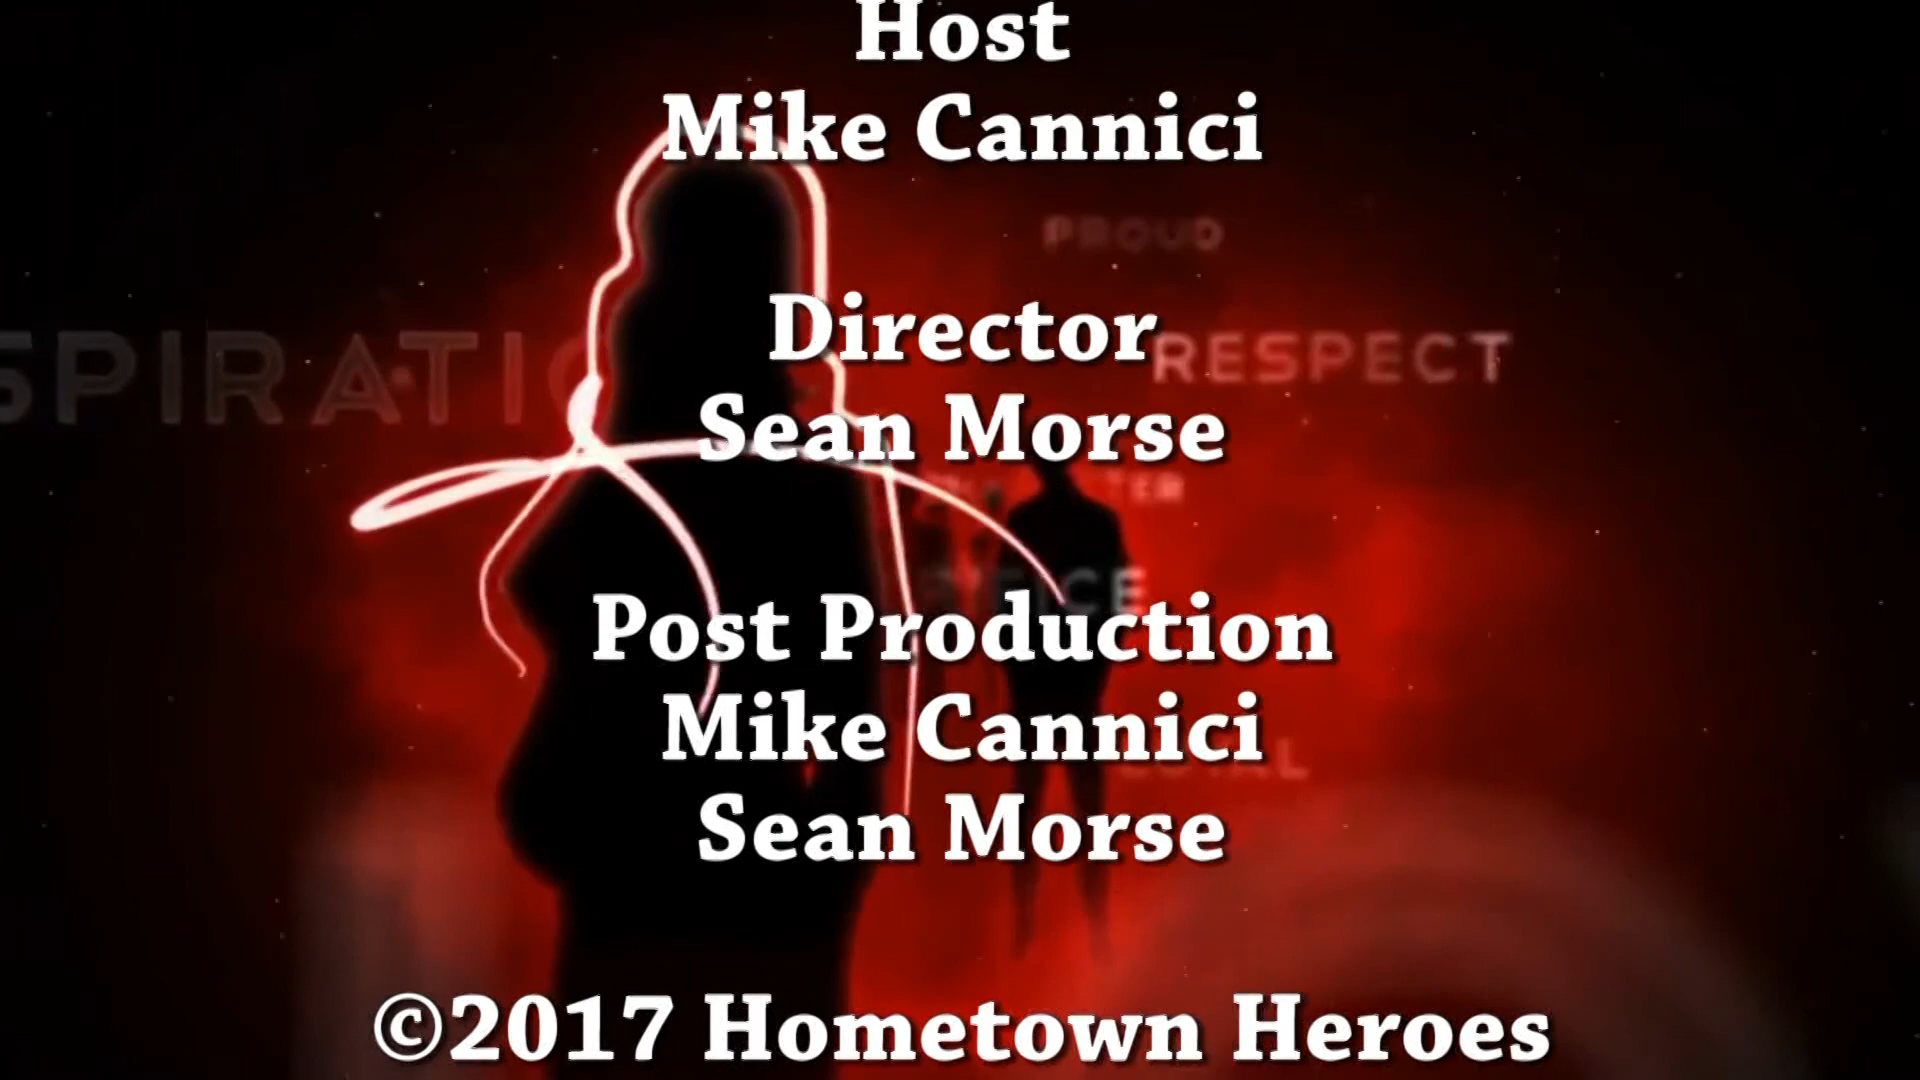 Host
Mike Cannici
PROUD
Director
RESPECT
Sean Morse
Post Production
Mike Cannici
Sean Morse
©2017 Hometown Heroes